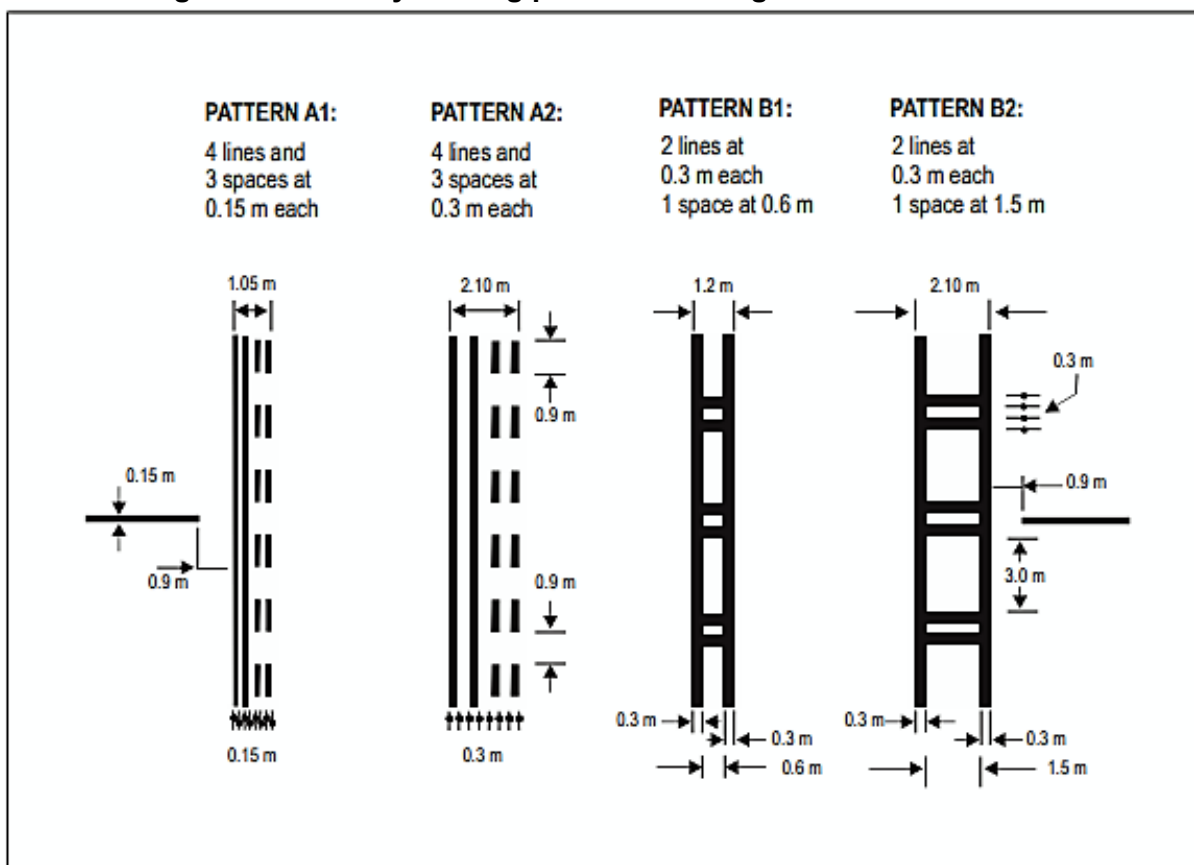 PATTERN A1:
4 lines and
3 spaces at
0.15 m each
PATTERN A2:
4 lines and
3 spaces at
0.3 m each
PATTERN B1:
2 lines at
0.3 m each
1 space at 0.6 m
PATTERN B2:
2 lines at
0.3 m each
1 space at 1.5 m
1.05 m
2.10 m
1.2 m
2.10 m
0.3 m
0.9 m
0.15 m
0.9 m
0.9 m
0.9 m
3.0 m
0.3 m
0.3 m
0.3 m
0.3 m
0.15 m
0.3 m
0.6 m
1.5 m